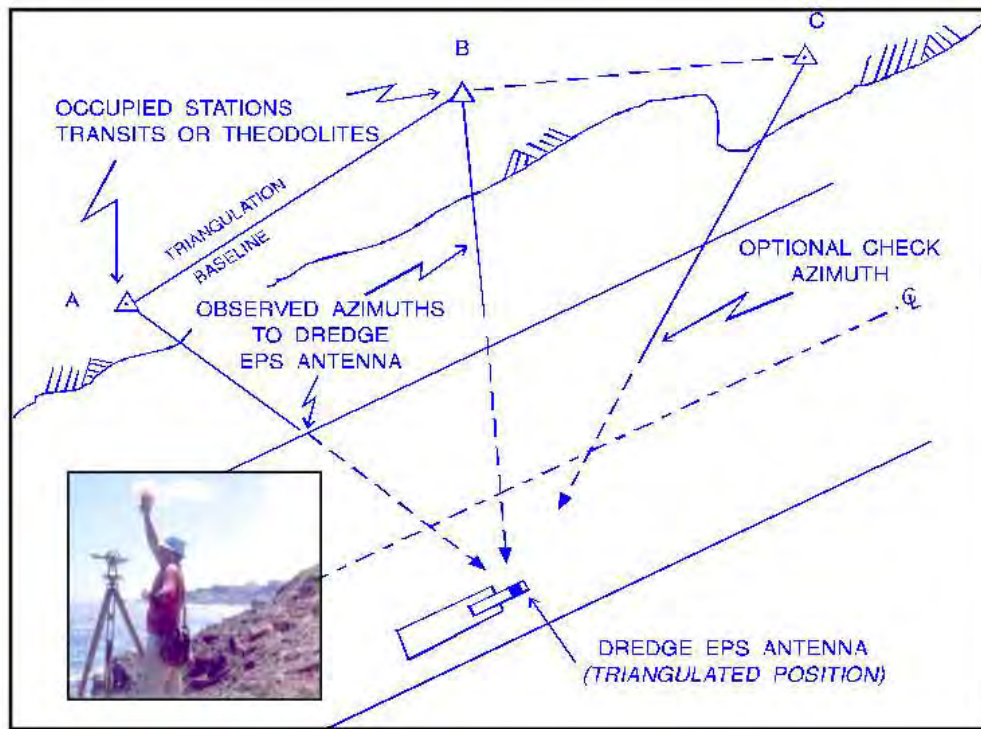 C
B
OCCUPIED STATIONS
TRANSITS OR THEODOLITES
TRIANGULATION
BASELINE
A
OBSERVED AZIMUTHS
TO DREDGE
EPS ANTENNA
OPTIONAL CHECK
AZIMUTH
℄
DREDGE EPS ANTENNA
(TRIANGULATED POSITION)